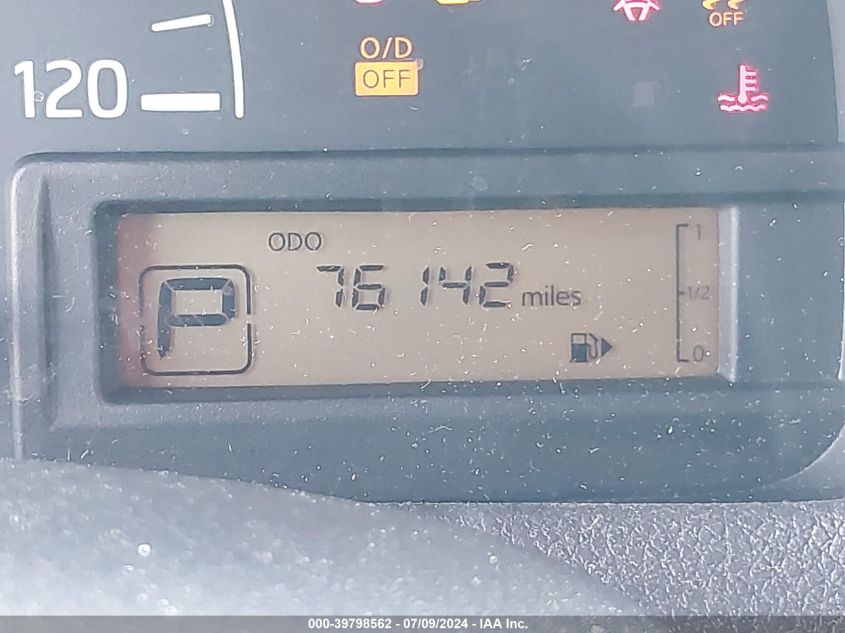 120
O/D
OFF
OFF
ODO
P
76142 miles
1
1/2
0
000-39798562 - 07/09/2024 - IAA Inc.